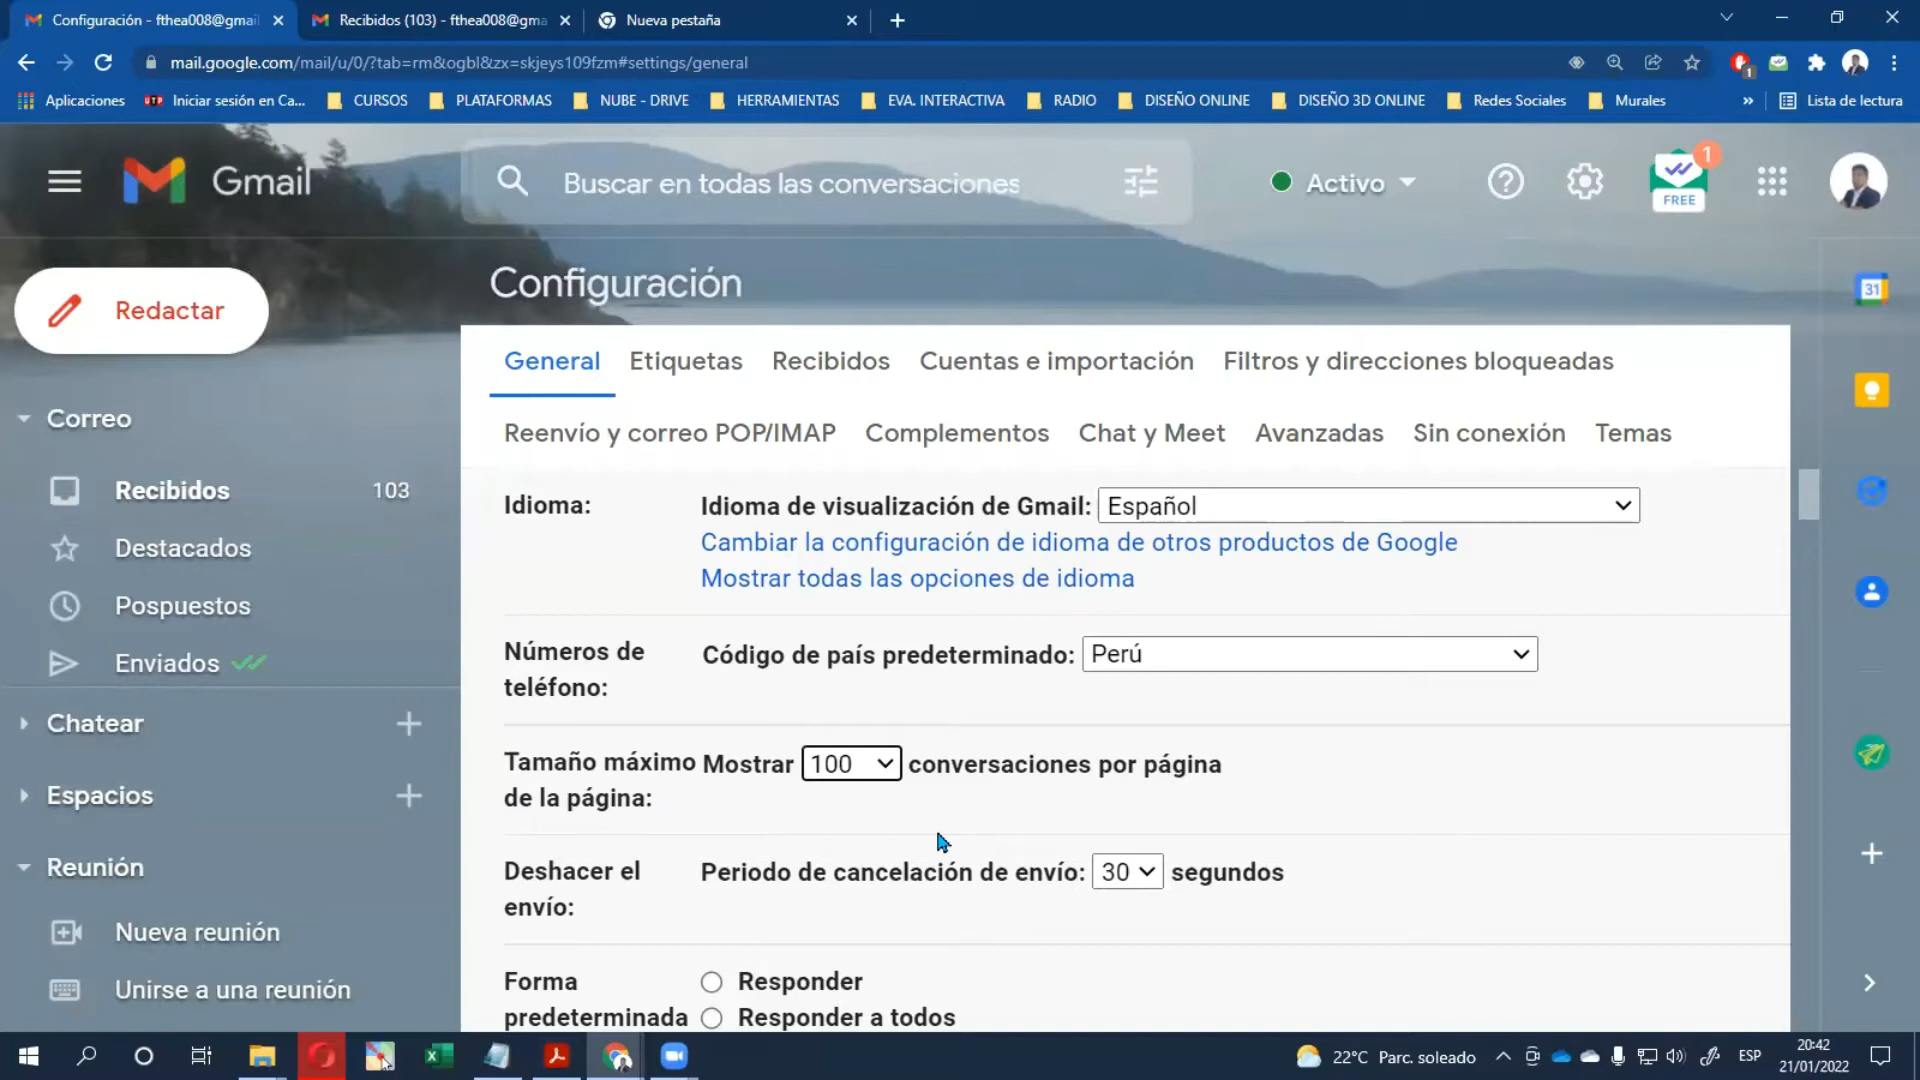 Configuración - fthea008@gmai
Recibidos (103) - fthea008@gma
Nueva pestaña
mail.google.com/mail/u/0/?tab=rm&ogbl&zx=skjeys109fzm#settings/general
1
Aplicaciones
Iniciar sesión en Ca...
CURSOS
PLATAFORMAS
NUBE - DRIVE
HERRAMIENTAS
EVA. INTERACTIVA
RADIO
DISEÑO ONLINE
DISEÑO 3D ONLINE
Redes Sociales
Murales
»
Lista de lectura
Gmail
Buscar en todas las conversaciones
Activo
1
FREE
Redactar
Configuración
31
General
Etiquetas
Recibidos
Cuentas e importación
Filtros y direcciones bloqueadas
Reenvío y correo POP/IMAP
Complementos
Chat y Meet
Avanzadas
Sin conexión
Temas
Correo
Recibidos 103
Destacados
Pospuestos
Enviados
Chatear
Espacios
Reunión
Nueva reunión
Unirse a una reunión
Idioma:
Idioma de visualización de Gmail: Español
Cambiar la configuración de idioma de otros productos de Google
Mostrar todas las opciones de idioma
Números de
teléfono:
Código de país predeterminado: Perú
Tamaño máximo
de la página:
Mostrar 100 conversaciones por página
Deshacer el
envío:
Periodo de cancelación de envío: 30 segundos
Forma
predeterminada
Responder
Responder a todos
22°C Parc. soleado
ESP
20:42
21/01/2022